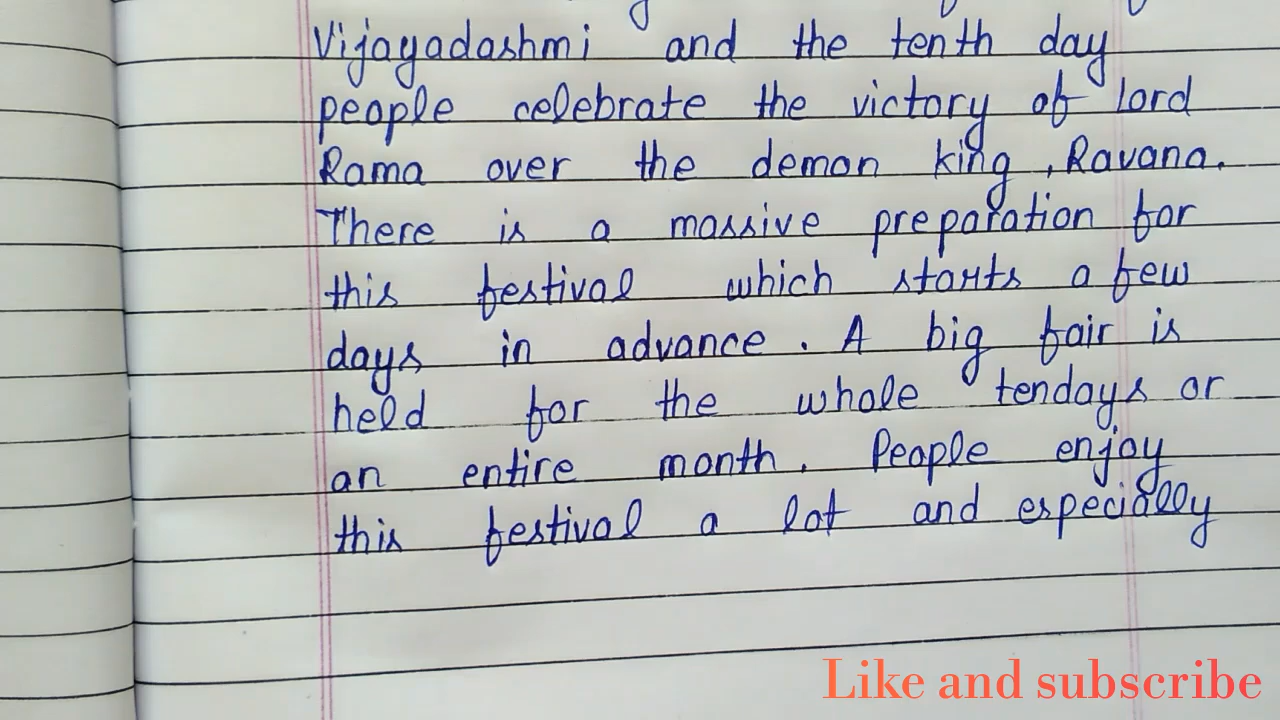 Vijayadashmi and the tenth day
people celebrate the victory of lord
Rama over the demon king , Ravana.
There is a massive preparation for
this festival which starts a few
days in advance . A big fair is
held for the whole tendays or
an entire month . People enjoy
this festival a lot and especially
Like and subscribe